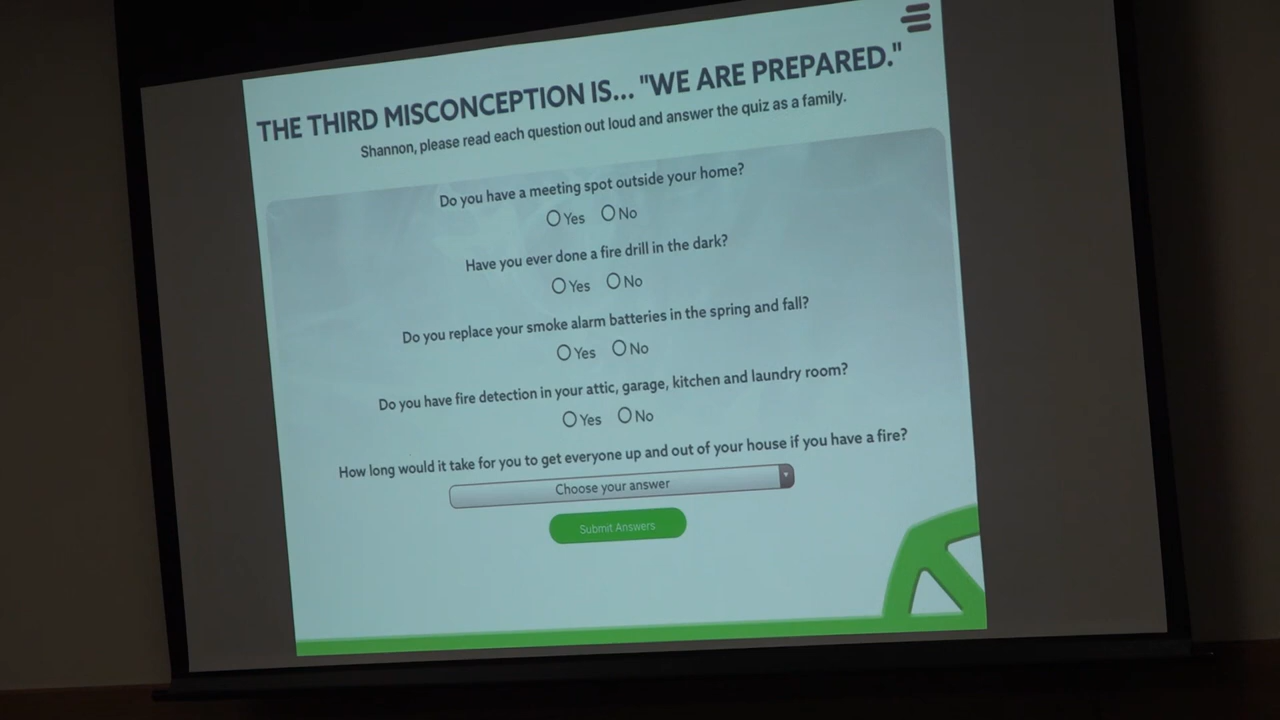 THE THIRD MISCONCEPTION IS... "WE ARE PREPARED."
Shannon, please read each question out loud and answer the quiz as a family.
Do you have a meeting spot outside your home?
Yes No
Have you ever done a fire drill in the dark?
Yes No
Do you replace your smoke alarm batteries in the spring and fall?
Yes No
Do you have fire detection in your attic, garage, kitchen and laundry room?
Yes No
How long would it take for you to get everyone up and out of your house if you have a fire?
Choose your answer
Submit Answers